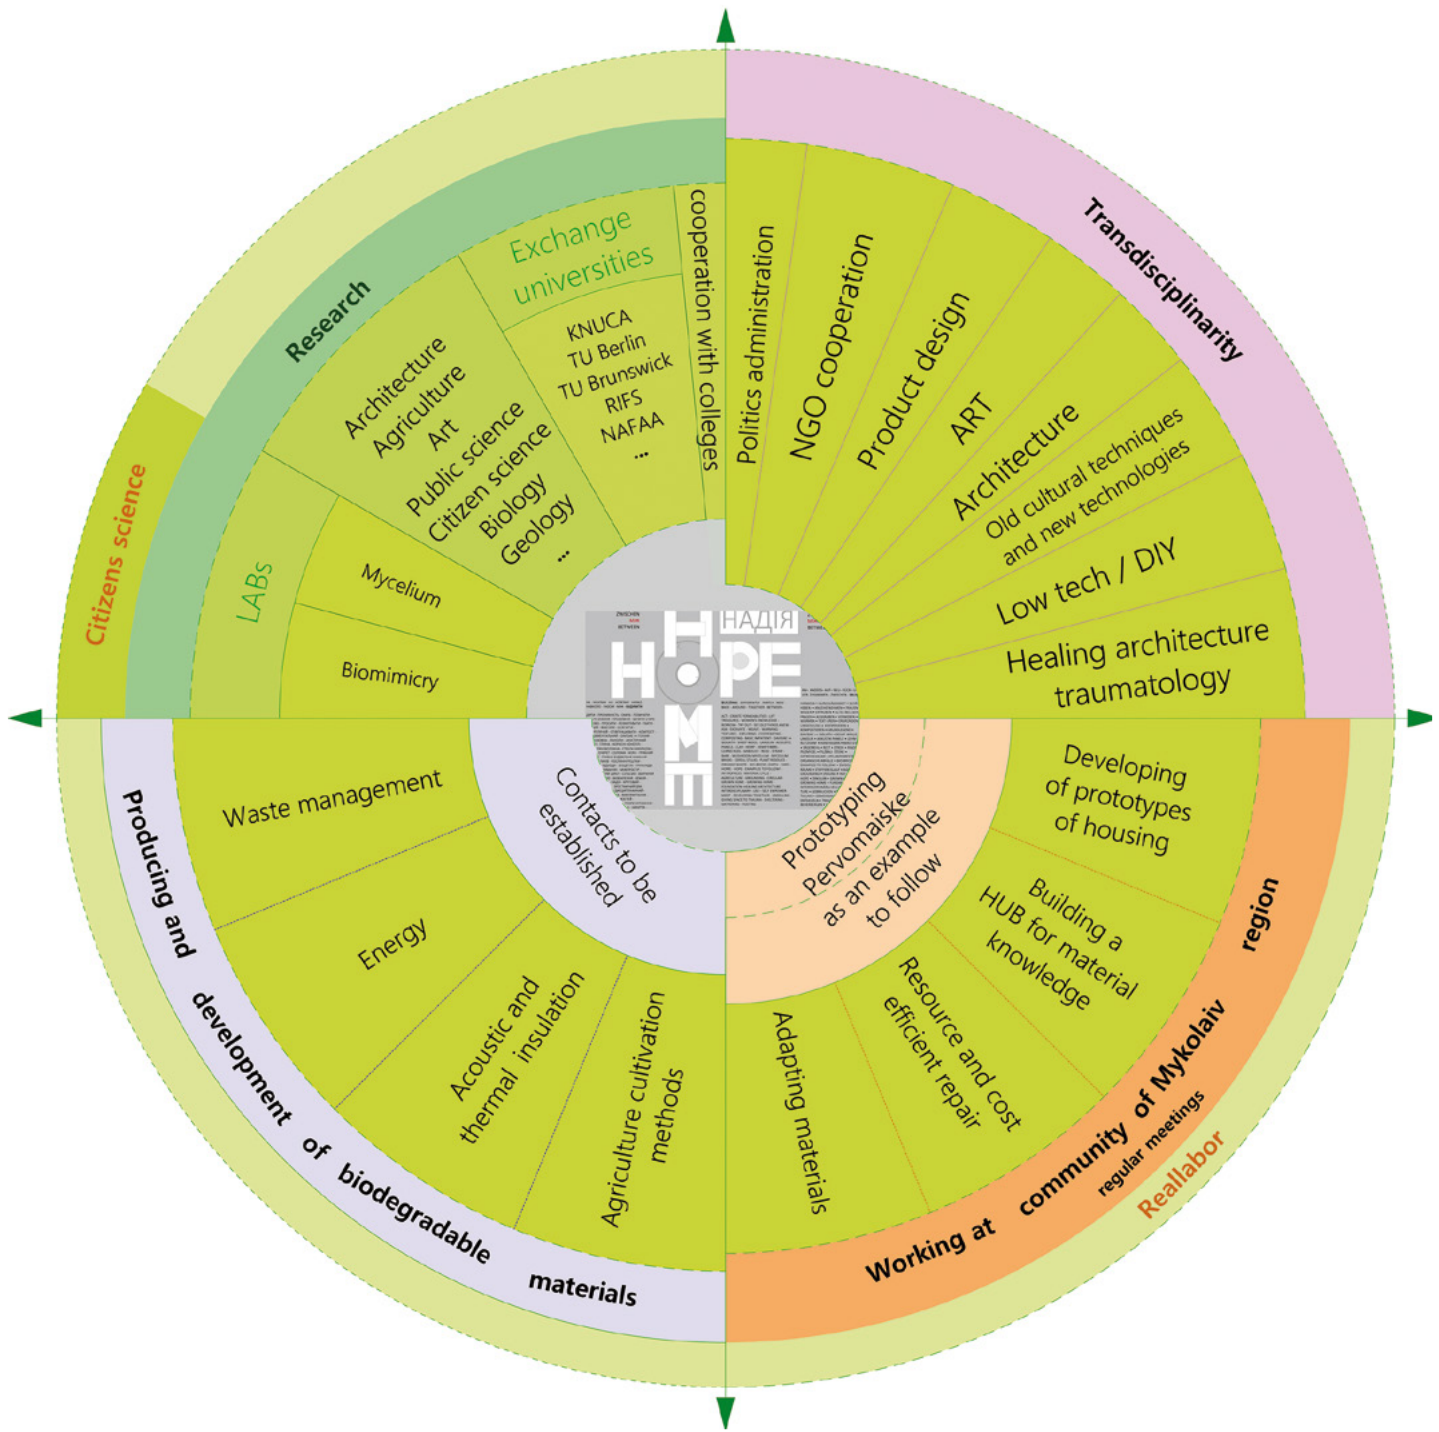 Citizens science
Research
LABs
Mycelium
Biomimicry
Architecture
Agriculture
Art
Public science
Citizen science
Biology
Geology
...
Exchange
universities
KNUCA
TU Berlin
TU Brunswick
RIFS
NAFAA
...
cooperation with colleges
Transdisciplinarity
Politics administration
NGO cooperation
Product design
ART
Architecture
Old cultural techniques
and new technologies
Low tech / DIY
Healing architecture
traumatology
ZWISCHEN
BETWEEN
НАДІЯ
HOPE
HOME
Producing and development of biodegradable materials
Contacts to be
established
Waste management
Energy
Acoustic and
thermal insulation
Agriculture cultivation
methods
Prototyping
Pervomaiske
as an example
to follow
Developing
of prototypes
of housing
Building a
HUB for material
knowledge
Resource and cost
efficient repair
Adapting materials
Working at community of Mykolaiv region
regular meetings
Reallabor